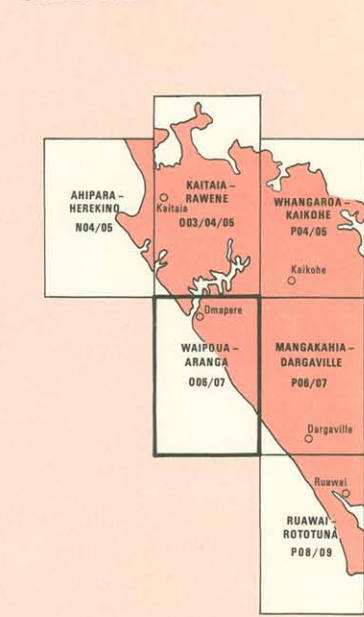 KAITAIA –
RAWENE
O03/04/05
Kaitaia
AHIPARA –
HEREKINO
N04/05
WHANGAROA –
KAIKOHE
P04/05
Kaikohe
Omapere
WAIPOUA –
ARANGA
O06/07
MANGAKAHIA –
DARGAVILLE
P06/07
Dargaville
Ruawai
RUAWAI –
ROTOTUNA
P08/09